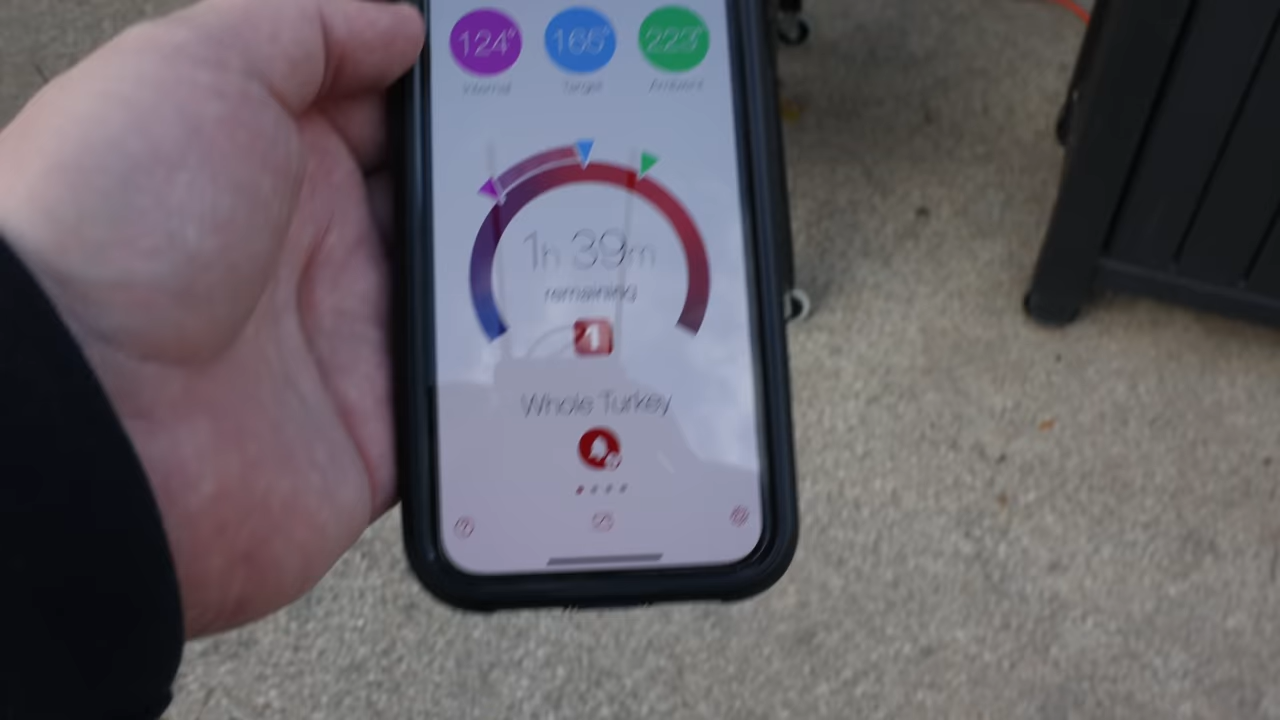 124° 165° 223°
Internal Target Ambient
1h 39m
remaining
1
Whole Turkey